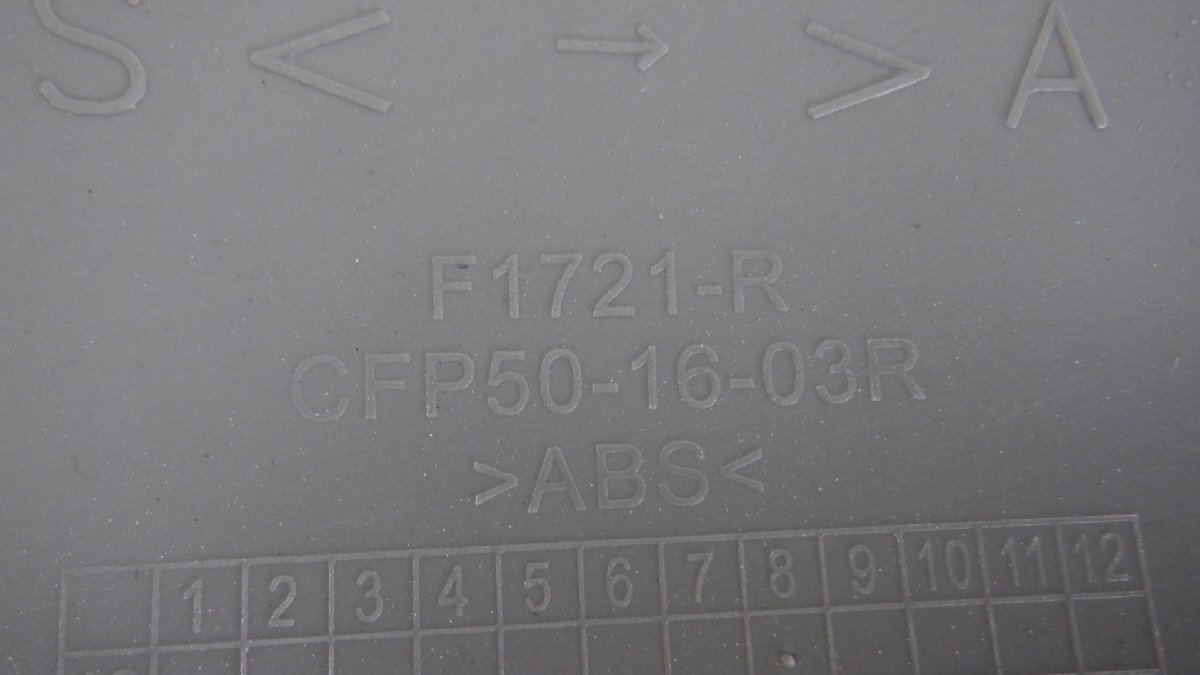 S < → > A
F1721-R
CFP50-16-03R
>ABS<
1 2 3 4 5 6 7 8 9 10 11 12